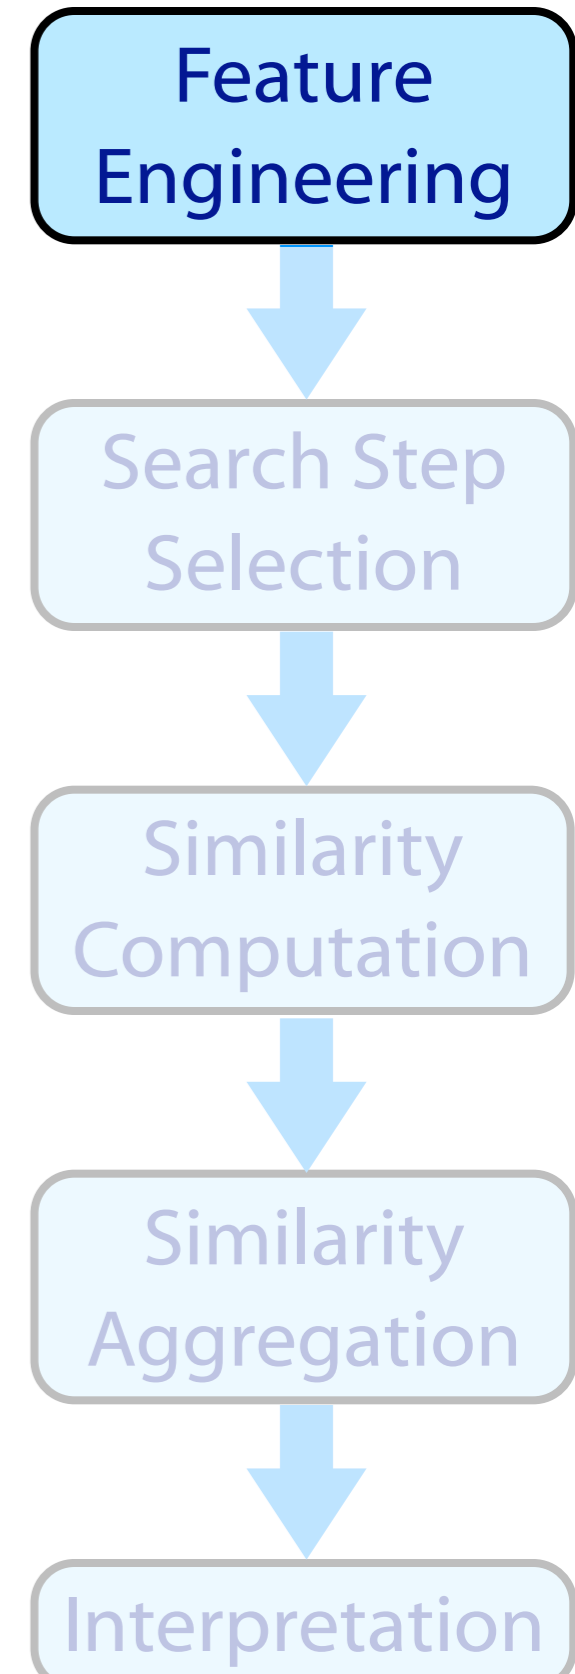 Feature
Engineering
Search Step
Selection
Similarity
Computation
Similarity
Aggregation
Interpretation